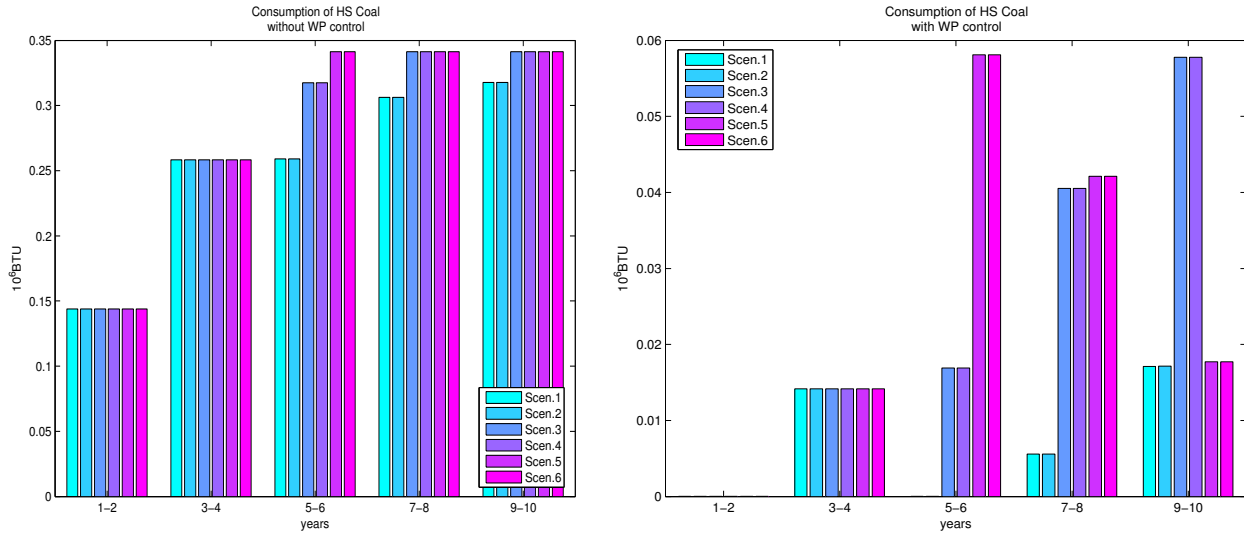 Consumption of HS Coal
without WP control
0.35
0.3
0.25
0.2
0.15
0.1
0.05
0
10⁶BTU
1−2
3−4
5−6
7−8
9−10
years
Scen.1
Scen.2
Scen.3
Scen.4
Scen.5
Scen.6
Consumption of HS Coal
with WP control
0.06
0.05
0.04
0.03
0.02
0.01
0
10⁶BTU
Scen.1
Scen.2
Scen.3
Scen.4
Scen.5
Scen.6
1−2
3−4
5−6
7−8
9−10
years